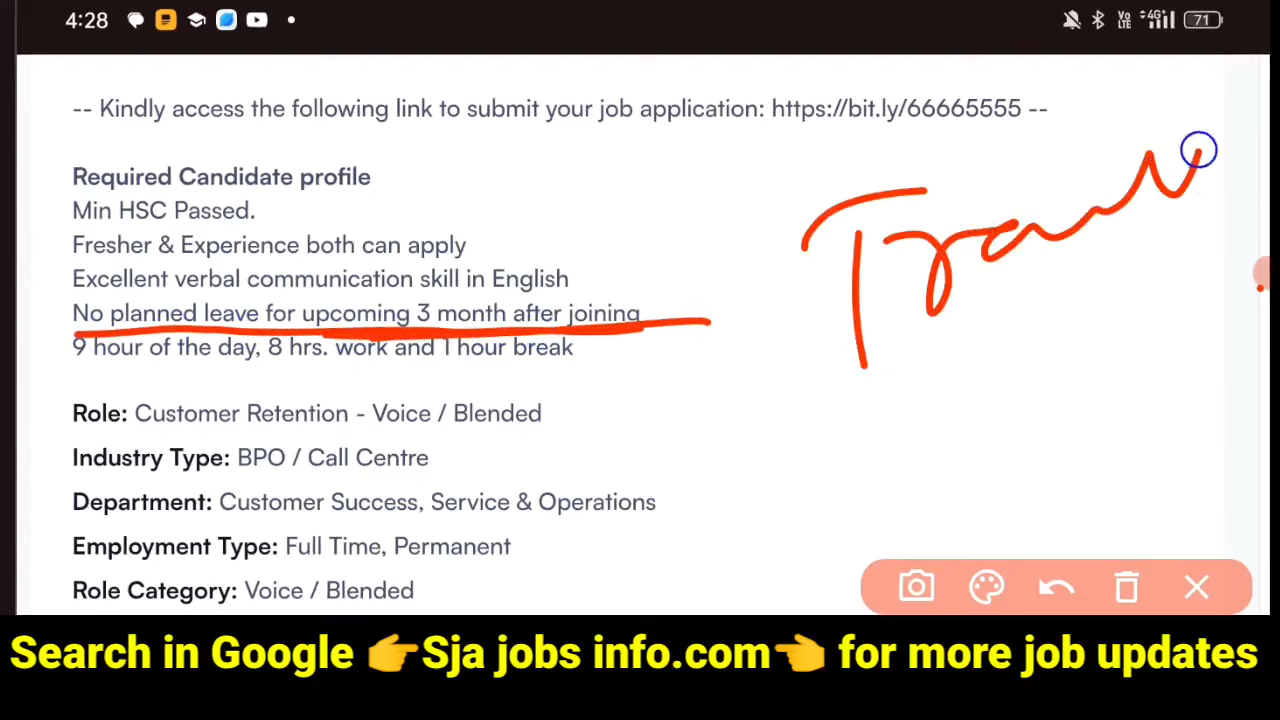 4:28
Vo LTE 4G+ 71
-- Kindly access the following link to submit your job application: https://bit.ly/66665555 --
Required Candidate profile
Min HSC Passed.
Fresher & Experience both can apply
Excellent verbal communication skill in English
No planned leave for upcoming 3 month after joining
9 hour of the day, 8 hrs. work and 1 hour break
Role: Customer Retention - Voice / Blended
Industry Type: BPO / Call Centre
Department: Customer Success, Service & Operations
Employment Type: Full Time, Permanent
Role Category: Voice / Blended
Search in Google 👉Sja jobs info.com👈 for more job updates